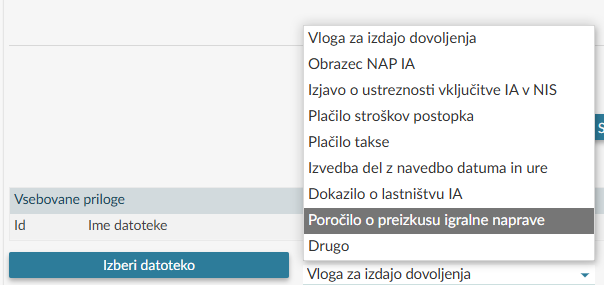 Vloga za izdajo dovoljenja
Obrazec NAP IA
Izjavo o ustreznosti vključitve IA v NIS
Plačilo stroškov postopka
Plačilo takse
Izvedba del z navedbo datuma in ure
Dokazilo o lastništvu IA
Poročilo o preizkusu igralne naprave
Drugo
Vsebovane priloge
Id Ime datoteke
Izberi datoteko
Vloga za izdajo dovoljenja